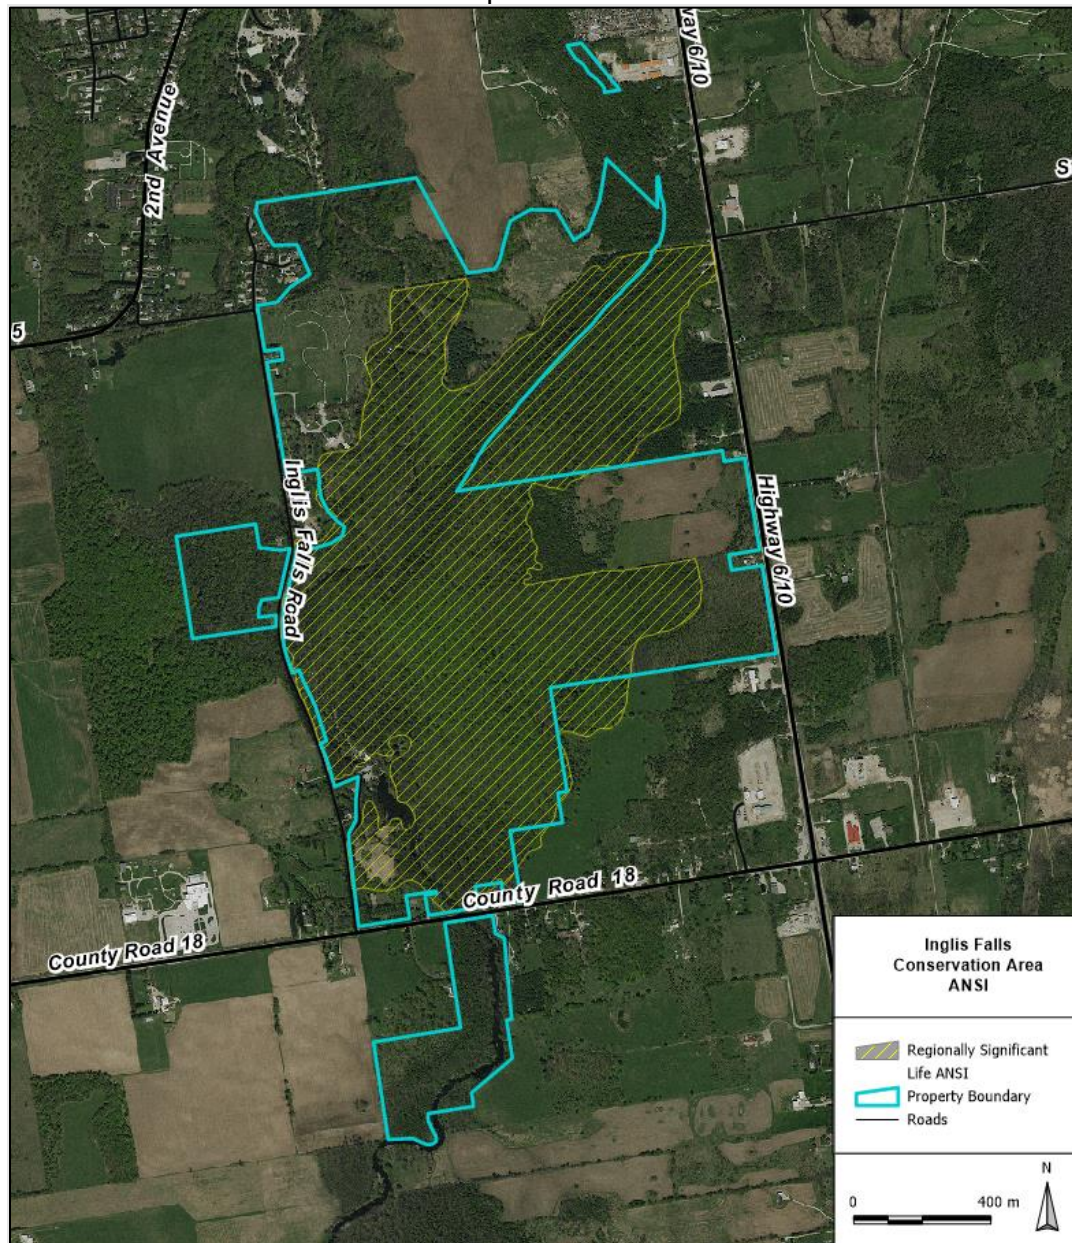 way 6/10
2nd Avenue
S
5
Inglis Falls Road
Highway 6/10
County Road 18
County Road 18
Inglis Falls
Conservation Area
ANSI
Regionally Significant
Life ANSI
Property Boundary
Roads
N
0 400 m